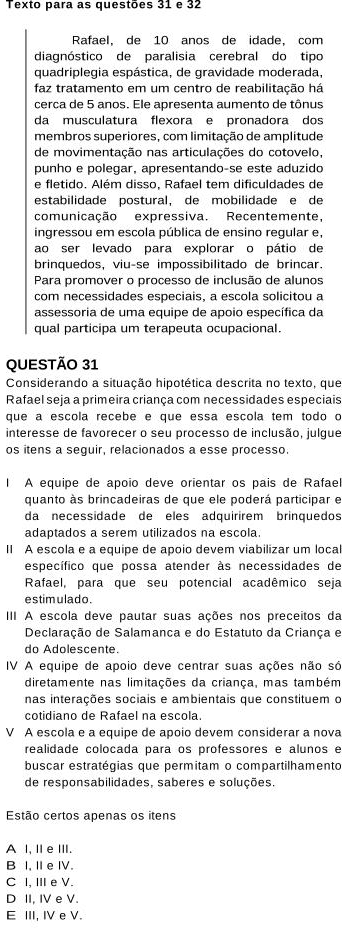 Texto para as questões 31 e 32
Rafael, de 10 anos de idade, com
diagnóstico de paralisia cerebral do tipo
quadriplegia espástica, de gravidade moderada,
faz tratamento em um centro de reabilitação há
cerca de 5 anos. Ele apresenta aumento de tônus
da musculatura flexora e pronadora dos
membros superiores, com limitação de amplitude
de movimentação nas articulações do cotovelo,
punho e polegar, apresentando-se este aduzido
e fletido. Além disso, Rafael tem dificuldades de
estabilidade postural, de mobilidade e de
comunicação expressiva. Recentemente,
ingressou em escola pública de ensino regular e,
ao ser levado para explorar o pátio de
brinquedos, viu-se impossibilitado de brincar.
Para promover o processo de inclusão de alunos
com necessidades especiais, a escola solicitou a
assessoria de uma equipe de apoio específica da
qual participa um terapeuta ocupacional.
QUESTÃO 31
Considerando a situação hipotética descrita no texto, que
Rafael seja a primeira criança com necessidades especiais
que a escola recebe e que essa escola tem todo o
interesse de favorecer o seu processo de inclusão, julgue
os itens a seguir, relacionados a esse processo.
I A equipe de apoio deve orientar os pais de Rafael
quanto às brincadeiras de que ele poderá participar e
da necessidade de eles adquirirem brinquedos
adaptados a serem utilizados na escola.
II A escola e a equipe de apoio devem viabilizar um local
específico que possa atender às necessidades de
Rafael, para que seu potencial acadêmico seja
estimulado.
III A escola deve pautar suas ações nos preceitos da
Declaração de Salamanca e do Estatuto da Criança e
do Adolescente.
IV A equipe de apoio deve centrar suas ações não só
diretamente nas limitações da criança, mas também
nas interações sociais e ambientais que constituem o
cotidiano de Rafael na escola.
V A escola e a equipe de apoio devem considerar a nova
realidade colocada para os professores e alunos e
buscar estratégias que permitam o compartilhamento
de responsabilidades, saberes e soluções.
Estão certos apenas os itens
A I, II e III.
B I, II e IV.
C I, III e V.
D II, IV e V.
E III, IV e V.